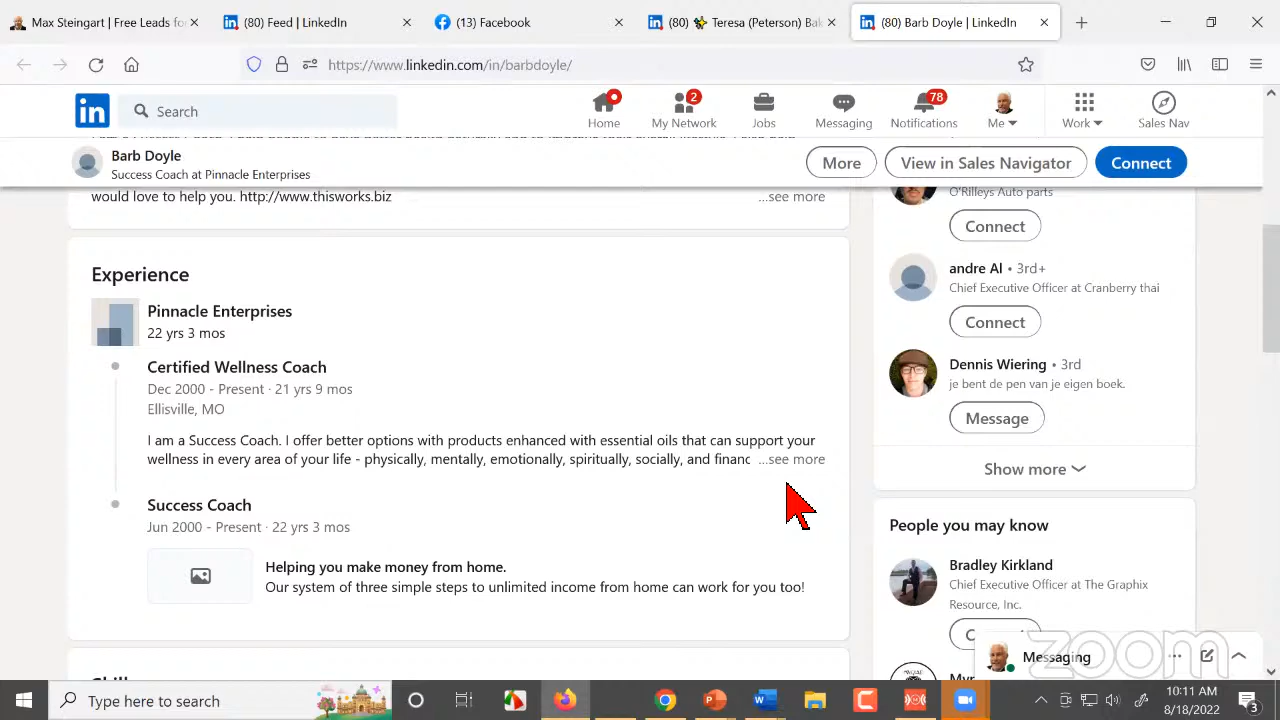 Max Steingart | Free Leads for
(80) Feed | LinkedIn
(13) Facebook
(80) ✨ Teresa (Peterson) Bak
(80) Barb Doyle | LinkedIn
https://www.linkedin.com/in/barbdoyle/
in
Search
Home
2
My Network
Jobs
Messaging
78
Notifications
Me
Work
Sales Nav
Barb Doyle
Success Coach at Pinnacle Enterprises
More
View in Sales Navigator
Connect
would love to help you. http://www.thisworks.biz
...see more
Experience
Pinnacle Enterprises
22 yrs 3 mos
Certified Wellness Coach
Dec 2000 - Present · 21 yrs 9 mos
Ellisville, MO
I am a Success Coach. I offer better options with products enhanced with essential oils that can support your
wellness in every area of your life - physically, mentally, emotionally, spiritually, socially, and financ ...see more
Success Coach
Jun 2000 - Present · 22 yrs 3 mos
Helping you make money from home.
Our system of three simple steps to unlimited income from home can work for you too!
O'Rilleys Auto parts
Connect
andre Al • 3rd+
Chief Executive Officer at Cranberry thai
Connect
Dennis Wiering • 3rd
je bent de pen van je eigen boek.
Message
Show more
People you may know
Bradley Kirkland
Chief Executive Officer at The Graphix
Resource, Inc.
Messaging
zoom
Type here to search
10:11 AM
8/18/2022
3